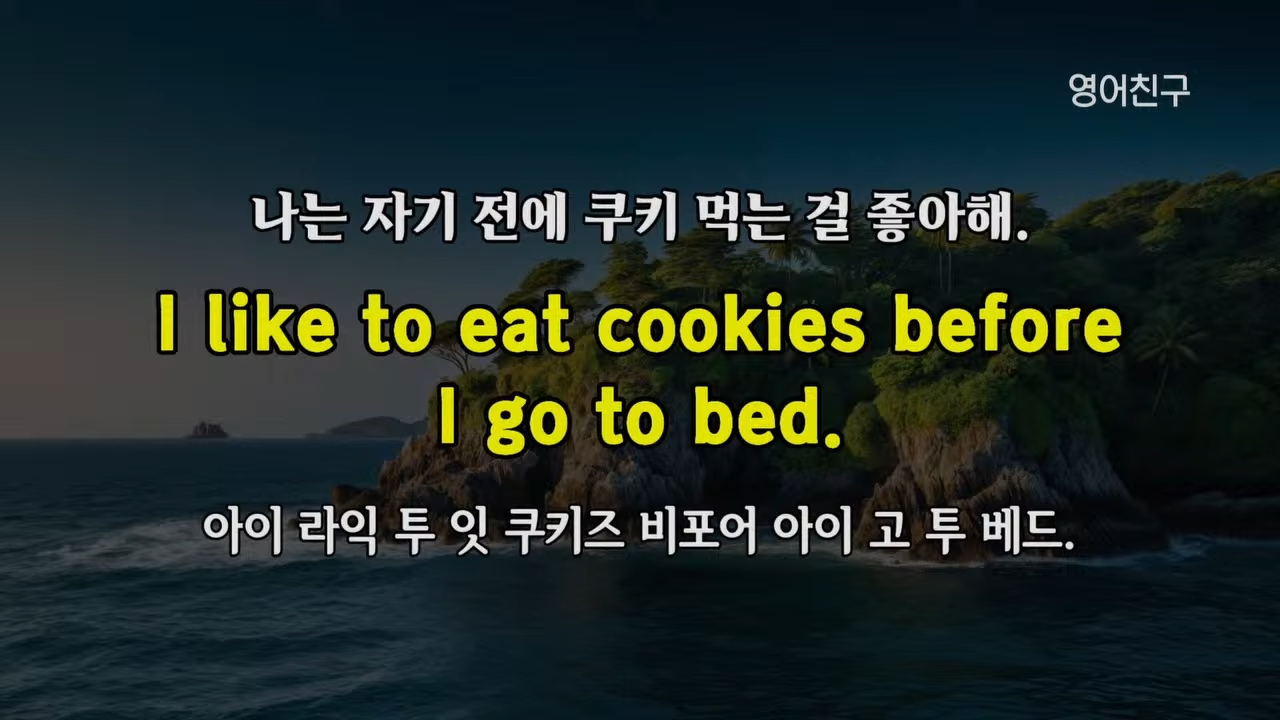 영어친구
나는 자기 전에 쿠키 먹는 걸 좋아해.
I like to eat cookies before
I go to bed.
아이 라익 투 잇 쿠키즈 비포어 아이 고 투 베드.